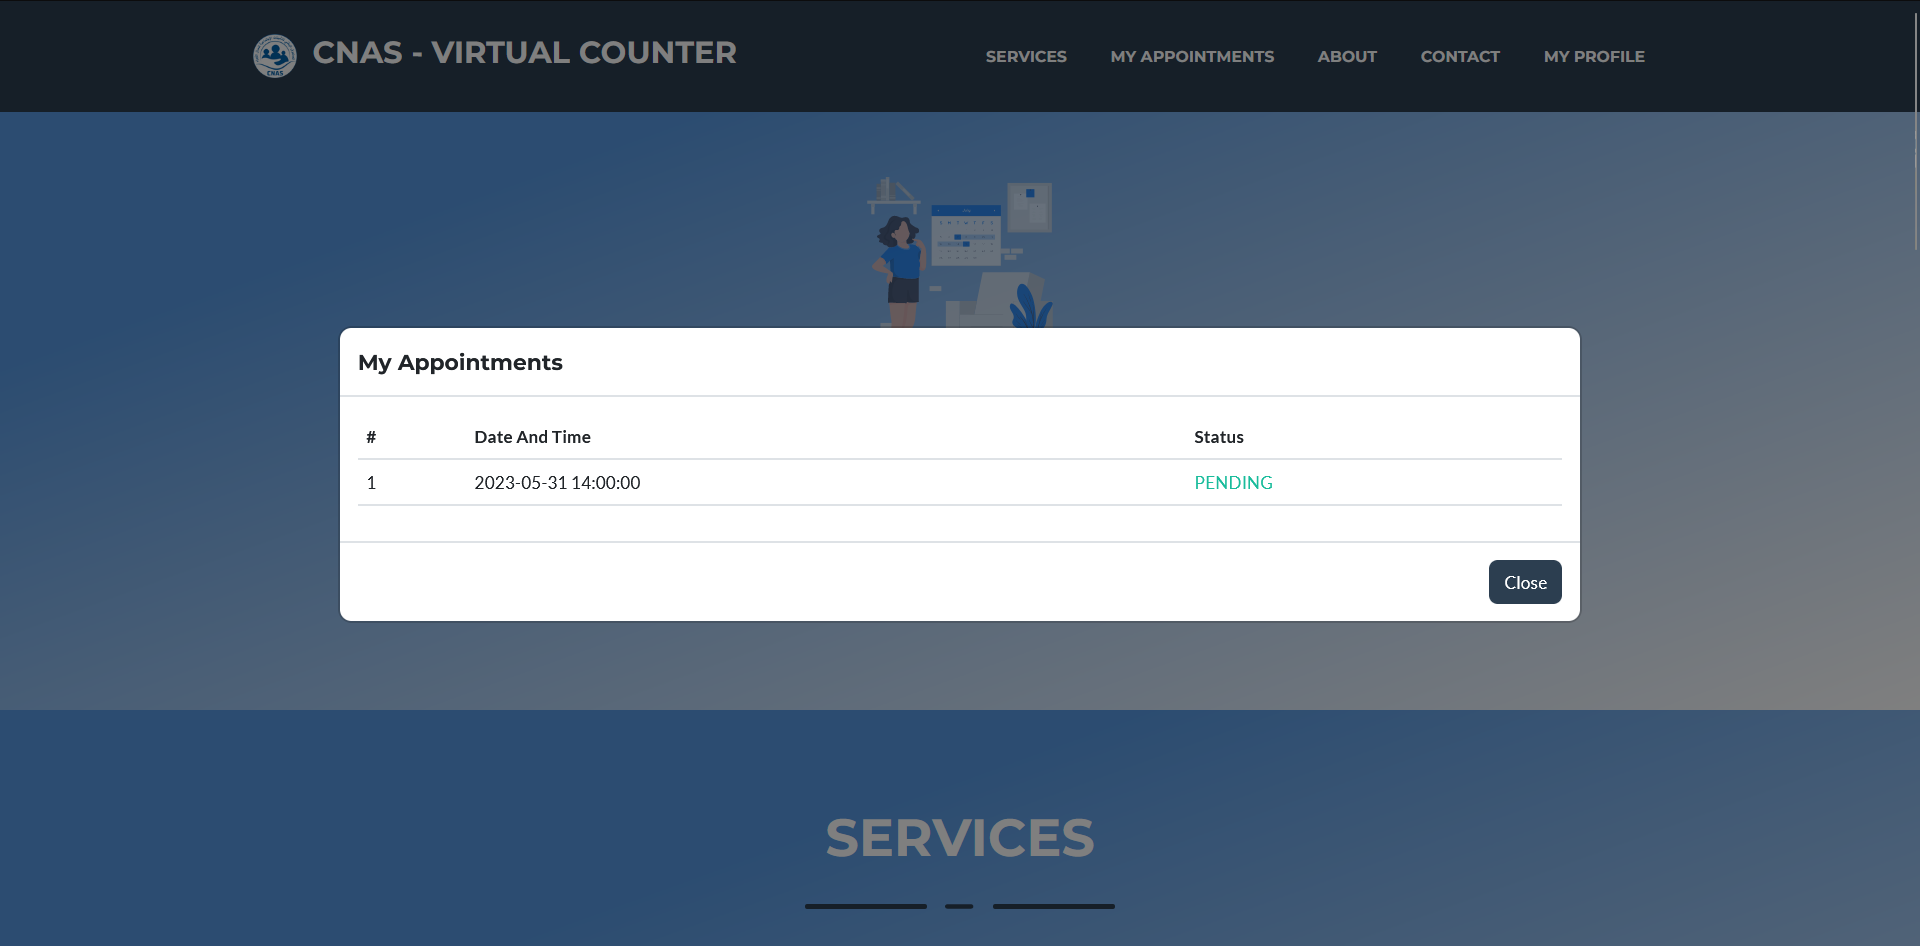 CNAS
CNAS - VIRTUAL COUNTER
SERVICES
MY APPOINTMENTS
ABOUT
CONTACT
MY PROFILE
My Appointments
# Date And Time Status
1 2023-05-31 14:00:00 PENDING
Close
SERVICES